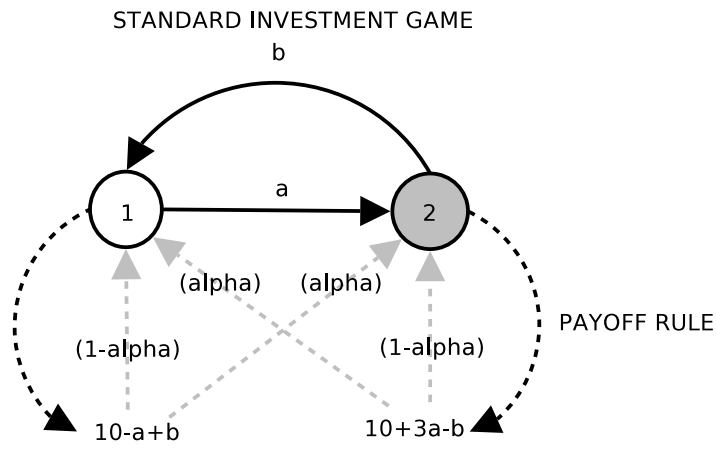 STANDARD INVESTMENT GAME
b
a
1
2
(alpha)
(alpha)
PAYOFF RULE
(1-alpha)
(1-alpha)
10-a+b
10+3a-b